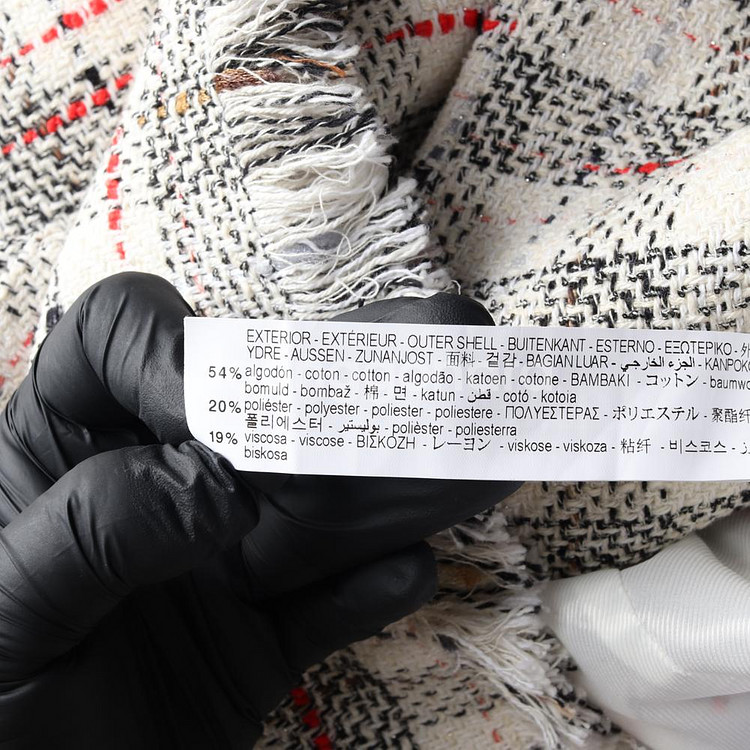 EXTERIOR - EXTÉRIEUR - OUTER SHELL - BUITENKANT - ESTERNO - ΕΞΩΤΕΡΙΚΟ - 外
YDRE - AUSSEN - ZUNANJOST - 面料 - 겉감 - BAGIAN LUAR - الجزء الخارجي - KANPOKO
54% algodón - coton - cotton - algodão - katoen - cotone - ΒΑΜΒΑΚΙ - コットン - baumwo
bomuld - bombaž - 棉 - 면 - katun - قطن - cotó - kotoia
20% poliéster - polyester - poliester - poliestere - ΠΟΛΥΕΣΤΕΡΑΣ - ポリエステル - 聚酯纤
폴리에스터 - بوليستير - polièster - poliesterra
19% viscosa - viscose - ΒΙΣΚΟΖΗ - レーヨン - viskose - viskoza - 粘纤 - 비스코스 -
biskosa